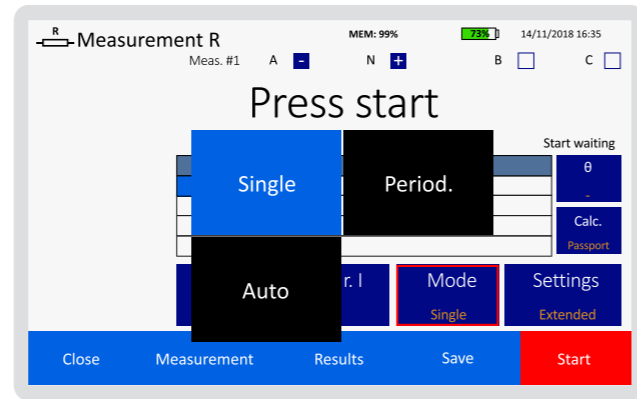 R
Measurement R
MEM: 99%
73%
14/11/2018 16:35
Meas. #1 A - N + B C
Press start
Start waiting
θ
-
Single
Period.
Calc.
Passport
Auto
r. I
Mode
Single
Settings
Extended
Close Measurement Results Save Start